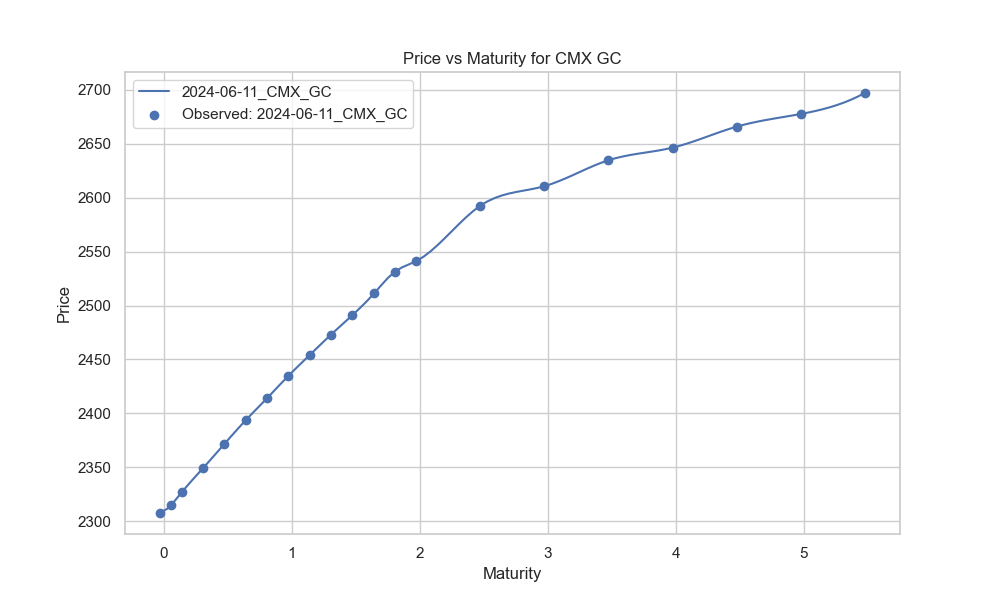 Price vs Maturity for CMX GC
2024-06-11_CMX_GC
Observed: 2024-06-11_CMX_GC
Price
2700
2650
2600
2550
2500
2450
2400
2350
2300
0 1 2 3 4 5
Maturity